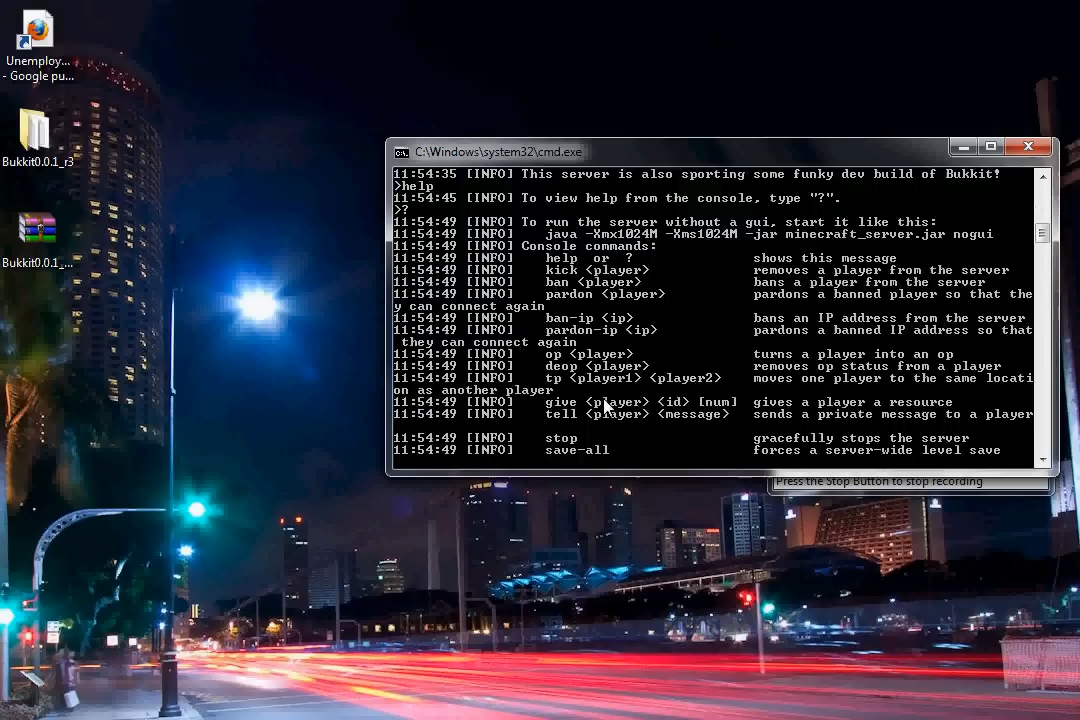 Unemploy...
- Google pu...
Bukkit0.0.1_r3
Bukkit0.0.1_...
C:\Windows\system32\cmd.exe
11:54:35 [INFO] This server is also sporting some funky dev build of Bukkit!
>help
11:54:45 [INFO] To view help from the console, type "?".
>?
11:54:49 [INFO] To run the server without a gui, start it like this:
11:54:49 [INFO]    java -Xmx1024M -Xms1024M -jar minecraft_server.jar nogui
11:54:49 [INFO] Console commands:
11:54:49 [INFO]    help  or  ?               shows this message
11:54:49 [INFO]    kick <player>             removes a player from the server
11:54:49 [INFO]    ban <player>              bans a player from the server
11:54:49 [INFO]    pardon <player>           pardons a banned player so that the
y can connect again
11:54:49 [INFO]    ban-ip <ip>               bans an IP address from the server
11:54:49 [INFO]    pardon-ip <ip>            pardons a banned IP address so that
they can connect again
11:54:49 [INFO]    op <player>               turns a player into an op
11:54:49 [INFO]    deop <player>             removes op status from a player
11:54:49 [INFO]    tp <player1> <player2>    moves one player to the same locati
on as another player
11:54:49 [INFO]    give <player> <id> [num]  gives a player a resource
11:54:49 [INFO]    tell <player> <message>   sends a private message to a player
11:54:49 [INFO]    stop                      gracefully stops the server
11:54:49 [INFO]    save-all                  forces a server-wide level save
Press the Stop Button to stop recording